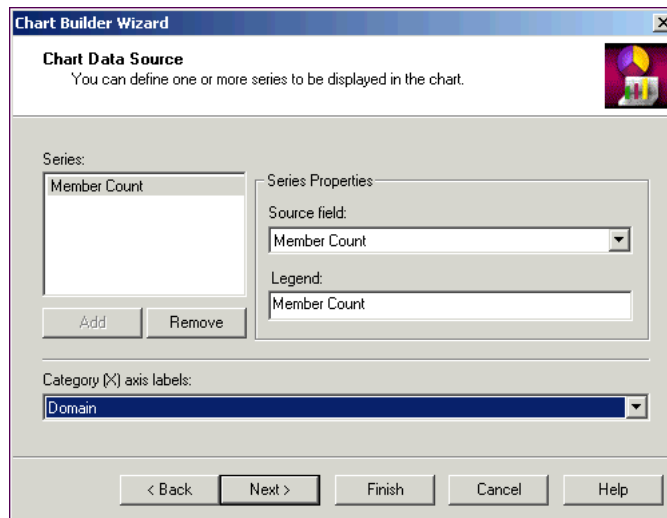 Chart Builder Wizard
Chart Data Source
You can define one or more series to be displayed in the chart.
Series:
Member Count
Add
Remove
Series Properties
Source field:
Member Count
Legend:
Member Count
Category (X) axis labels:
Domain
< Back
Next >
Finish
Cancel
Help